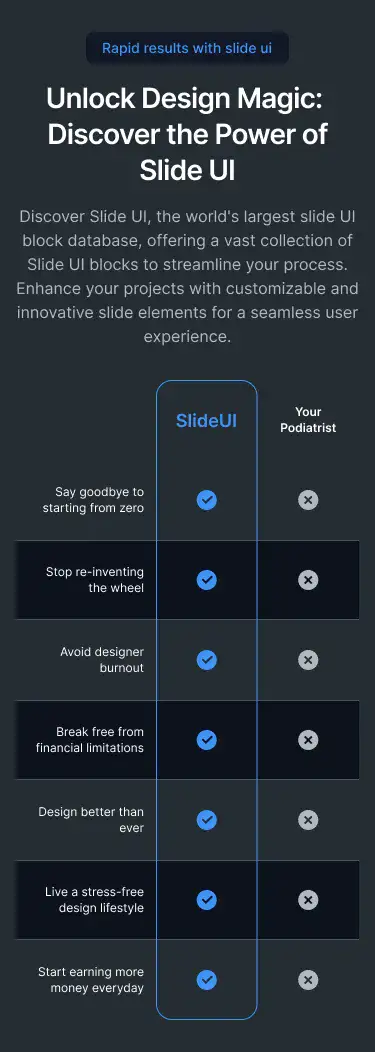 Rapid results with slide ui
Unlock Design Magic:
Discover the Power of
Slide UI
Discover Slide UI, the world's largest slide UI
block database, offering a vast collection of
Slide UI blocks to streamline your process.
Enhance your projects with customizable and
innovative slide elements for a seamless user
experience.
SlideUI
Your
Podiatrist
Say goodbye to
starting from zero
Stop re-inventing
the wheel
Avoid designer
burnout
Break free from
financial limitations
Design better than
ever
Live a stress-free
design lifestyle
Start earning more
money everyday